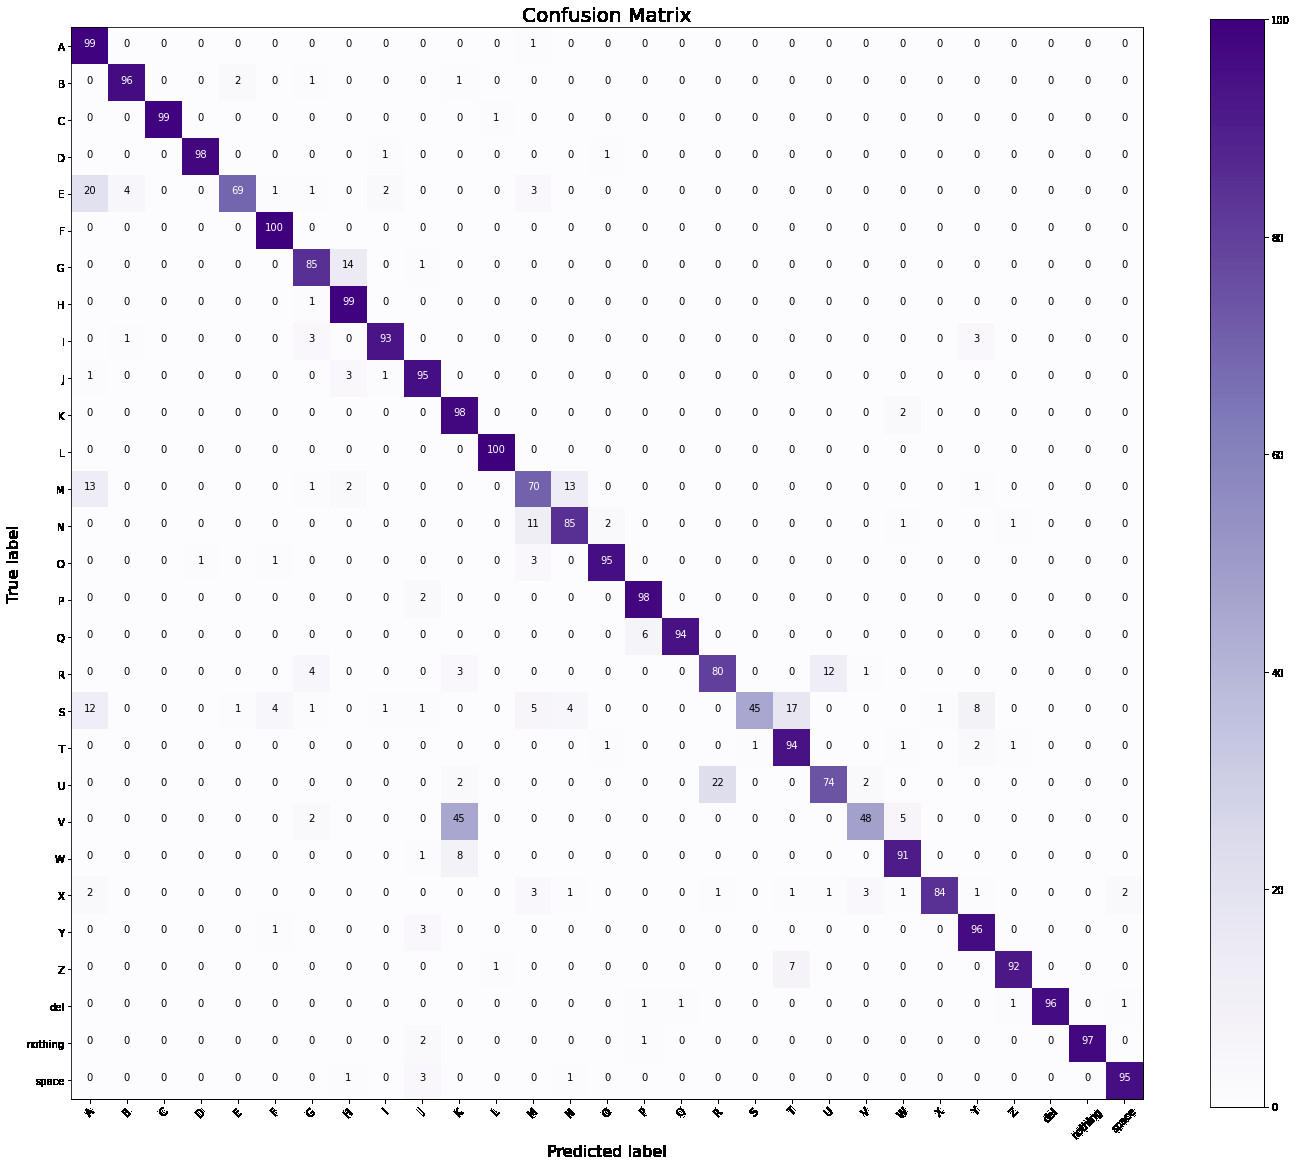 Confusion Matrix
A 99 0 0 0 0 0 0 0 0 0 0 0 1 0 0 0 0 0 0 0 0 0 0 0 0 0 0 0 0
B 0 96 0 0 2 0 1 0 0 0 1 0 0 0 0 0 0 0 0 0 0 0 0 0 0 0 0 0 0
C 0 0 99 0 0 0 0 0 0 0 0 1 0 0 0 0 0 0 0 0 0 0 0 0 0 0 0 0 0
D 0 0 0 98 0 0 0 0 1 0 0 0 0 0 1 0 0 0 0 0 0 0 0 0 0 0 0 0 0
E 20 4 0 0 69 1 1 0 2 0 0 0 3 0 0 0 0 0 0 0 0 0 0 0 0 0 0 0 0
F 0 0 0 0 0 100 0 0 0 0 0 0 0 0 0 0 0 0 0 0 0 0 0 0 0 0 0 0 0
G 0 0 0 0 0 0 85 14 0 1 0 0 0 0 0 0 0 0 0 0 0 0 0 0 0 0 0 0 0
H 0 0 0 0 0 0 1 99 0 0 0 0 0 0 0 0 0 0 0 0 0 0 0 0 0 0 0 0 0
I 0 1 0 0 0 0 3 0 93 0 0 0 0 0 0 0 0 0 0 0 0 0 0 0 3 0 0 0 0
J 1 0 0 0 0 0 0 3 1 95 0 0 0 0 0 0 0 0 0 0 0 0 0 0 0 0 0 0 0
K 0 0 0 0 0 0 0 0 0 0 98 0 0 0 0 0 0 0 0 0 0 0 2 0 0 0 0 0 0
L 0 0 0 0 0 0 0 0 0 0 0 100 0 0 0 0 0 0 0 0 0 0 0 0 0 0 0 0 0
M 13 0 0 0 0 0 1 2 0 0 0 0 70 13 0 0 0 0 0 0 0 0 0 0 1 0 0 0 0
N 0 0 0 0 0 0 0 0 0 0 0 0 11 85 2 0 0 0 0 0 0 0 1 0 0 1 0 0 0
O 0 0 0 1 0 1 0 0 0 0 0 0 3 0 95 0 0 0 0 0 0 0 0 0 0 0 0 0 0
P 0 0 0 0 0 0 0 0 0 2 0 0 0 0 0 98 0 0 0 0 0 0 0 0 0 0 0 0 0
Q 0 0 0 0 0 0 0 0 0 0 0 0 0 0 0 6 94 0 0 0 0 0 0 0 0 0 0 0 0
R 0 0 0 0 0 0 4 0 0 0 3 0 0 0 0 0 0 80 0 0 12 1 0 0 0 0 0 0 0
S 12 0 0 0 1 4 1 0 1 1 0 0 5 4 0 0 0 0 45 17 0 0 0 1 8 0 0 0 0
T 0 0 0 0 0 0 0 0 0 0 0 0 0 0 1 0 0 0 1 94 0 0 1 0 2 1 0 0 0
U 0 0 0 0 0 0 0 0 0 0 2 0 0 0 0 0 0 22 0 0 74 2 0 0 0 0 0 0 0
V 0 0 0 0 0 0 2 0 0 0 45 0 0 0 0 0 0 0 0 0 0 48 5 0 0 0 0 0 0
W 0 0 0 0 0 0 0 0 0 1 8 0 0 0 0 0 0 0 0 0 0 0 91 0 0 0 0 0 0
X 2 0 0 0 0 0 0 0 0 0 0 0 3 1 0 0 0 1 0 1 1 3 1 84 1 0 0 0 2
Y 0 0 0 0 0 1 0 0 0 3 0 0 0 0 0 0 0 0 0 0 0 0 0 0 96 0 0 0 0
Z 0 0 0 0 0 0 0 0 0 0 0 1 0 0 0 0 0 0 0 7 0 0 0 0 0 92 0 0 0
del 0 0 0 0 0 0 0 0 0 0 0 0 0 0 0 1 1 0 0 0 0 0 0 0 0 1 96 0 1
nothing 0 0 0 0 0 0 0 0 0 2 0 0 0 0 0 1 0 0 0 0 0 0 0 0 0 0 0 97 0
space 0 0 0 0 0 0 0 1 0 3 0 0 0 1 0 0 0 0 0 0 0 0 0 0 0 0 0 0 95
A B C D E F G H I J K L M N O P Q R S T U V W X Y Z del nothing space
True label
Predicted label
100
80
60
40
20
0